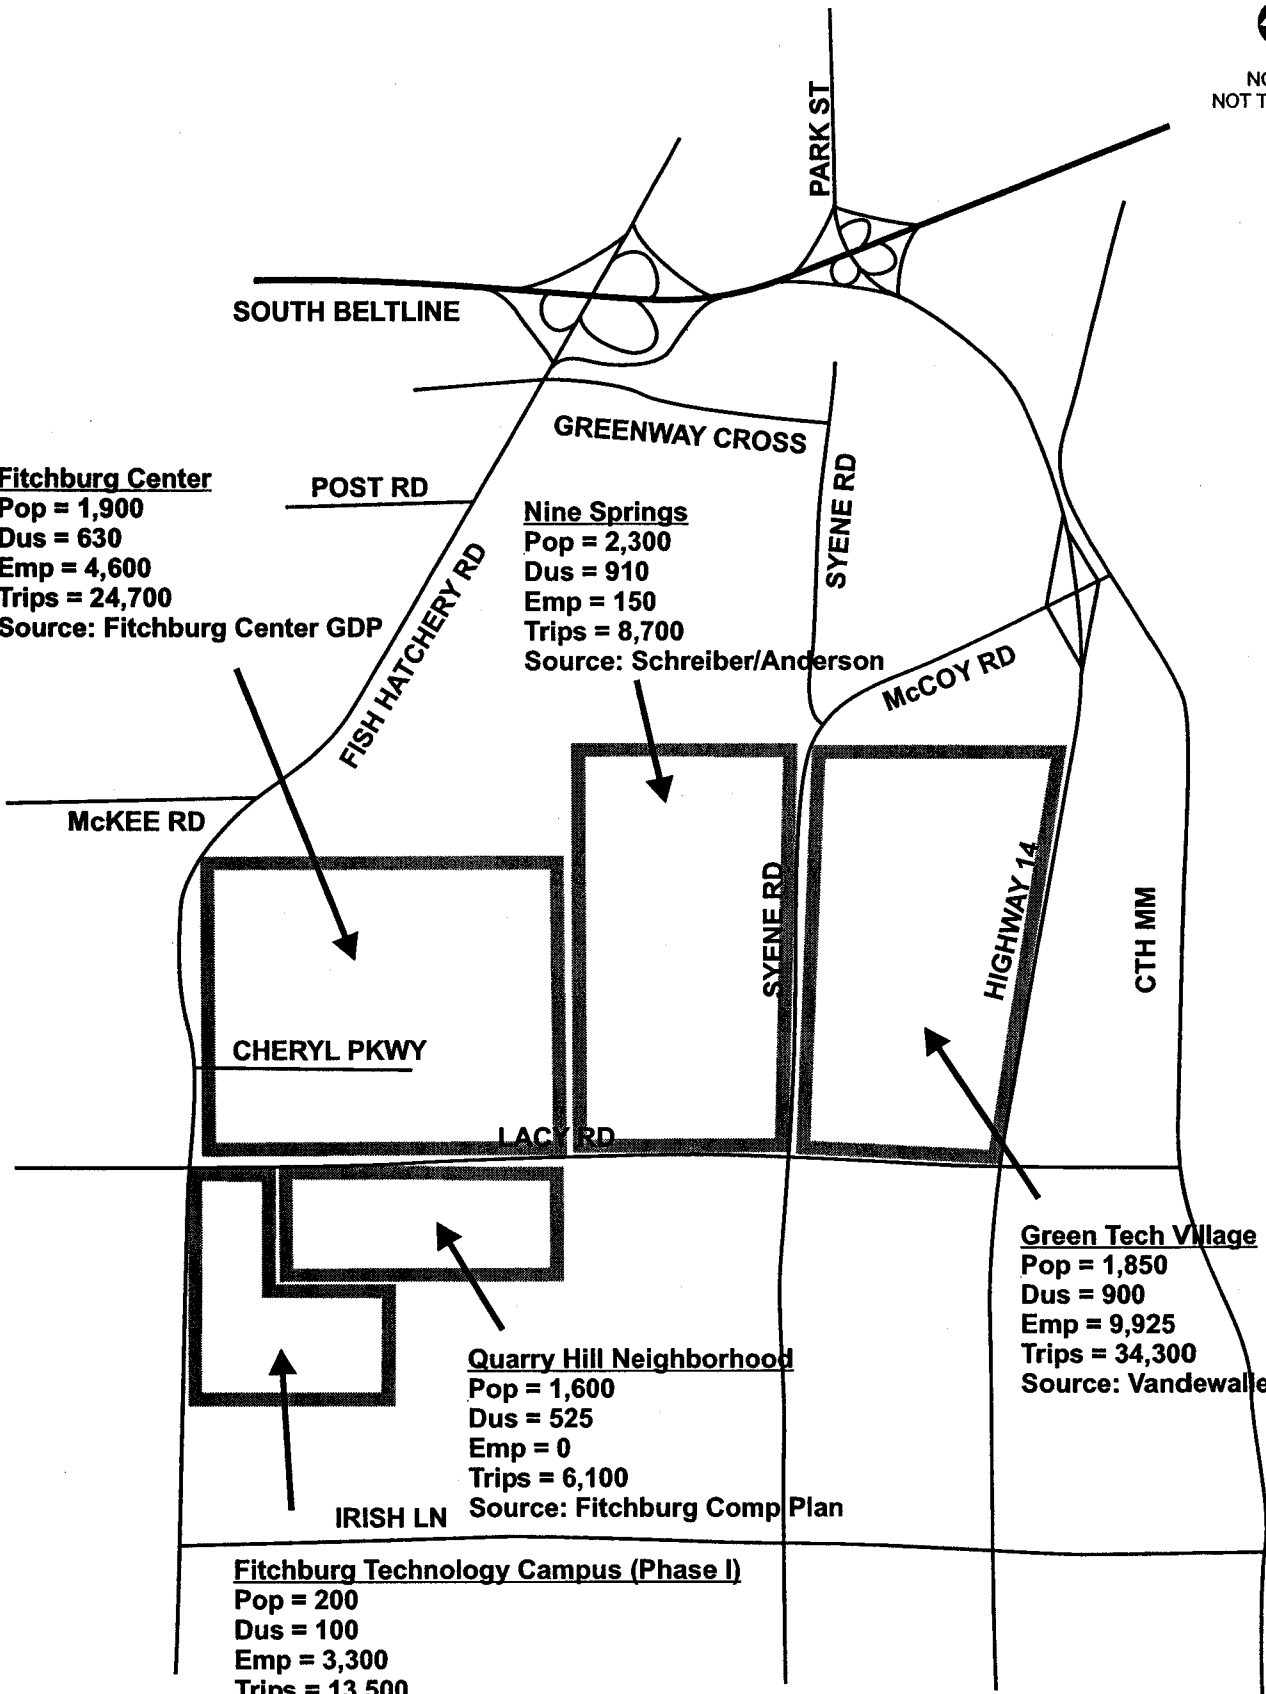 PARK ST
SOUTH BELTLINE
GREENWAY CROSS
Fitchburg Center
Pop = 1,900
Dus = 630
Emp = 4,600
Trips = 24,700
Source: Fitchburg Center GDP
POST RD
FISH HATCHERY RD
Nine Springs
Pop = 2,300
Dus = 910
Emp = 150
Trips = 8,700
Source: Schreiber/Anderson
SYENE RD
McCOY RD
McKEE RD
SYENE RD
HIGHWAY 14
CTH MM
CHERYL PKWY
LACY RD
Green Tech Village
Pop = 1,850
Dus = 900
Emp = 9,925
Trips = 34,300
Source: Vandewalle
Quarry Hill Neighborhood
Pop = 1,600
Dus = 525
Emp = 0
Trips = 6,100
Source: Fitchburg Comp Plan
IRISH LN
Fitchburg Technology Campus (Phase I)
Pop = 200
Dus = 100
Emp = 3,300
Trips = 13,500